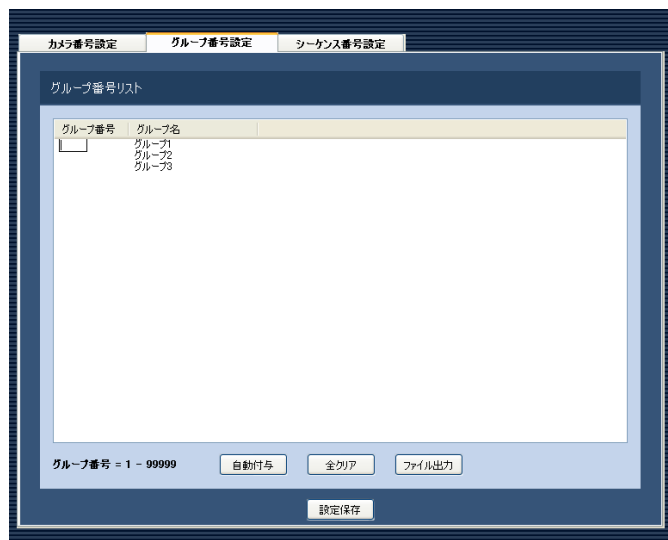 カメラ番号設定 グループ番号設定 シーケンス番号設定
グループ番号リスト
グループ番号 グループ名
グループ1
グループ2
グループ3
グループ番号 = 1 - 99999 自動付与 全クリア ファイル出力
設定保存